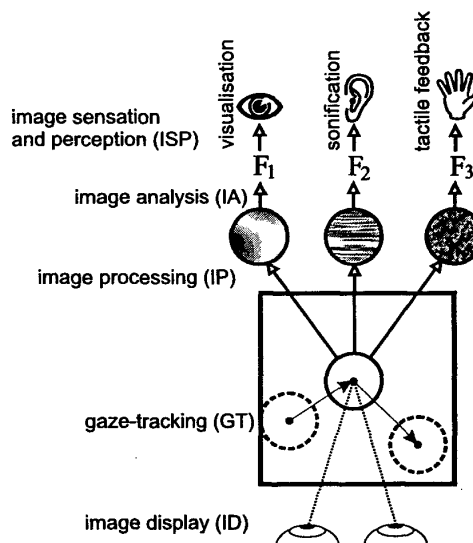 visualisation
sonification
tactile feedback
image sensation
and perception (ISP)
F1
F2
F3
image analysis (IA)
image processing (IP)
gaze-tracking (GT)
image display (ID)